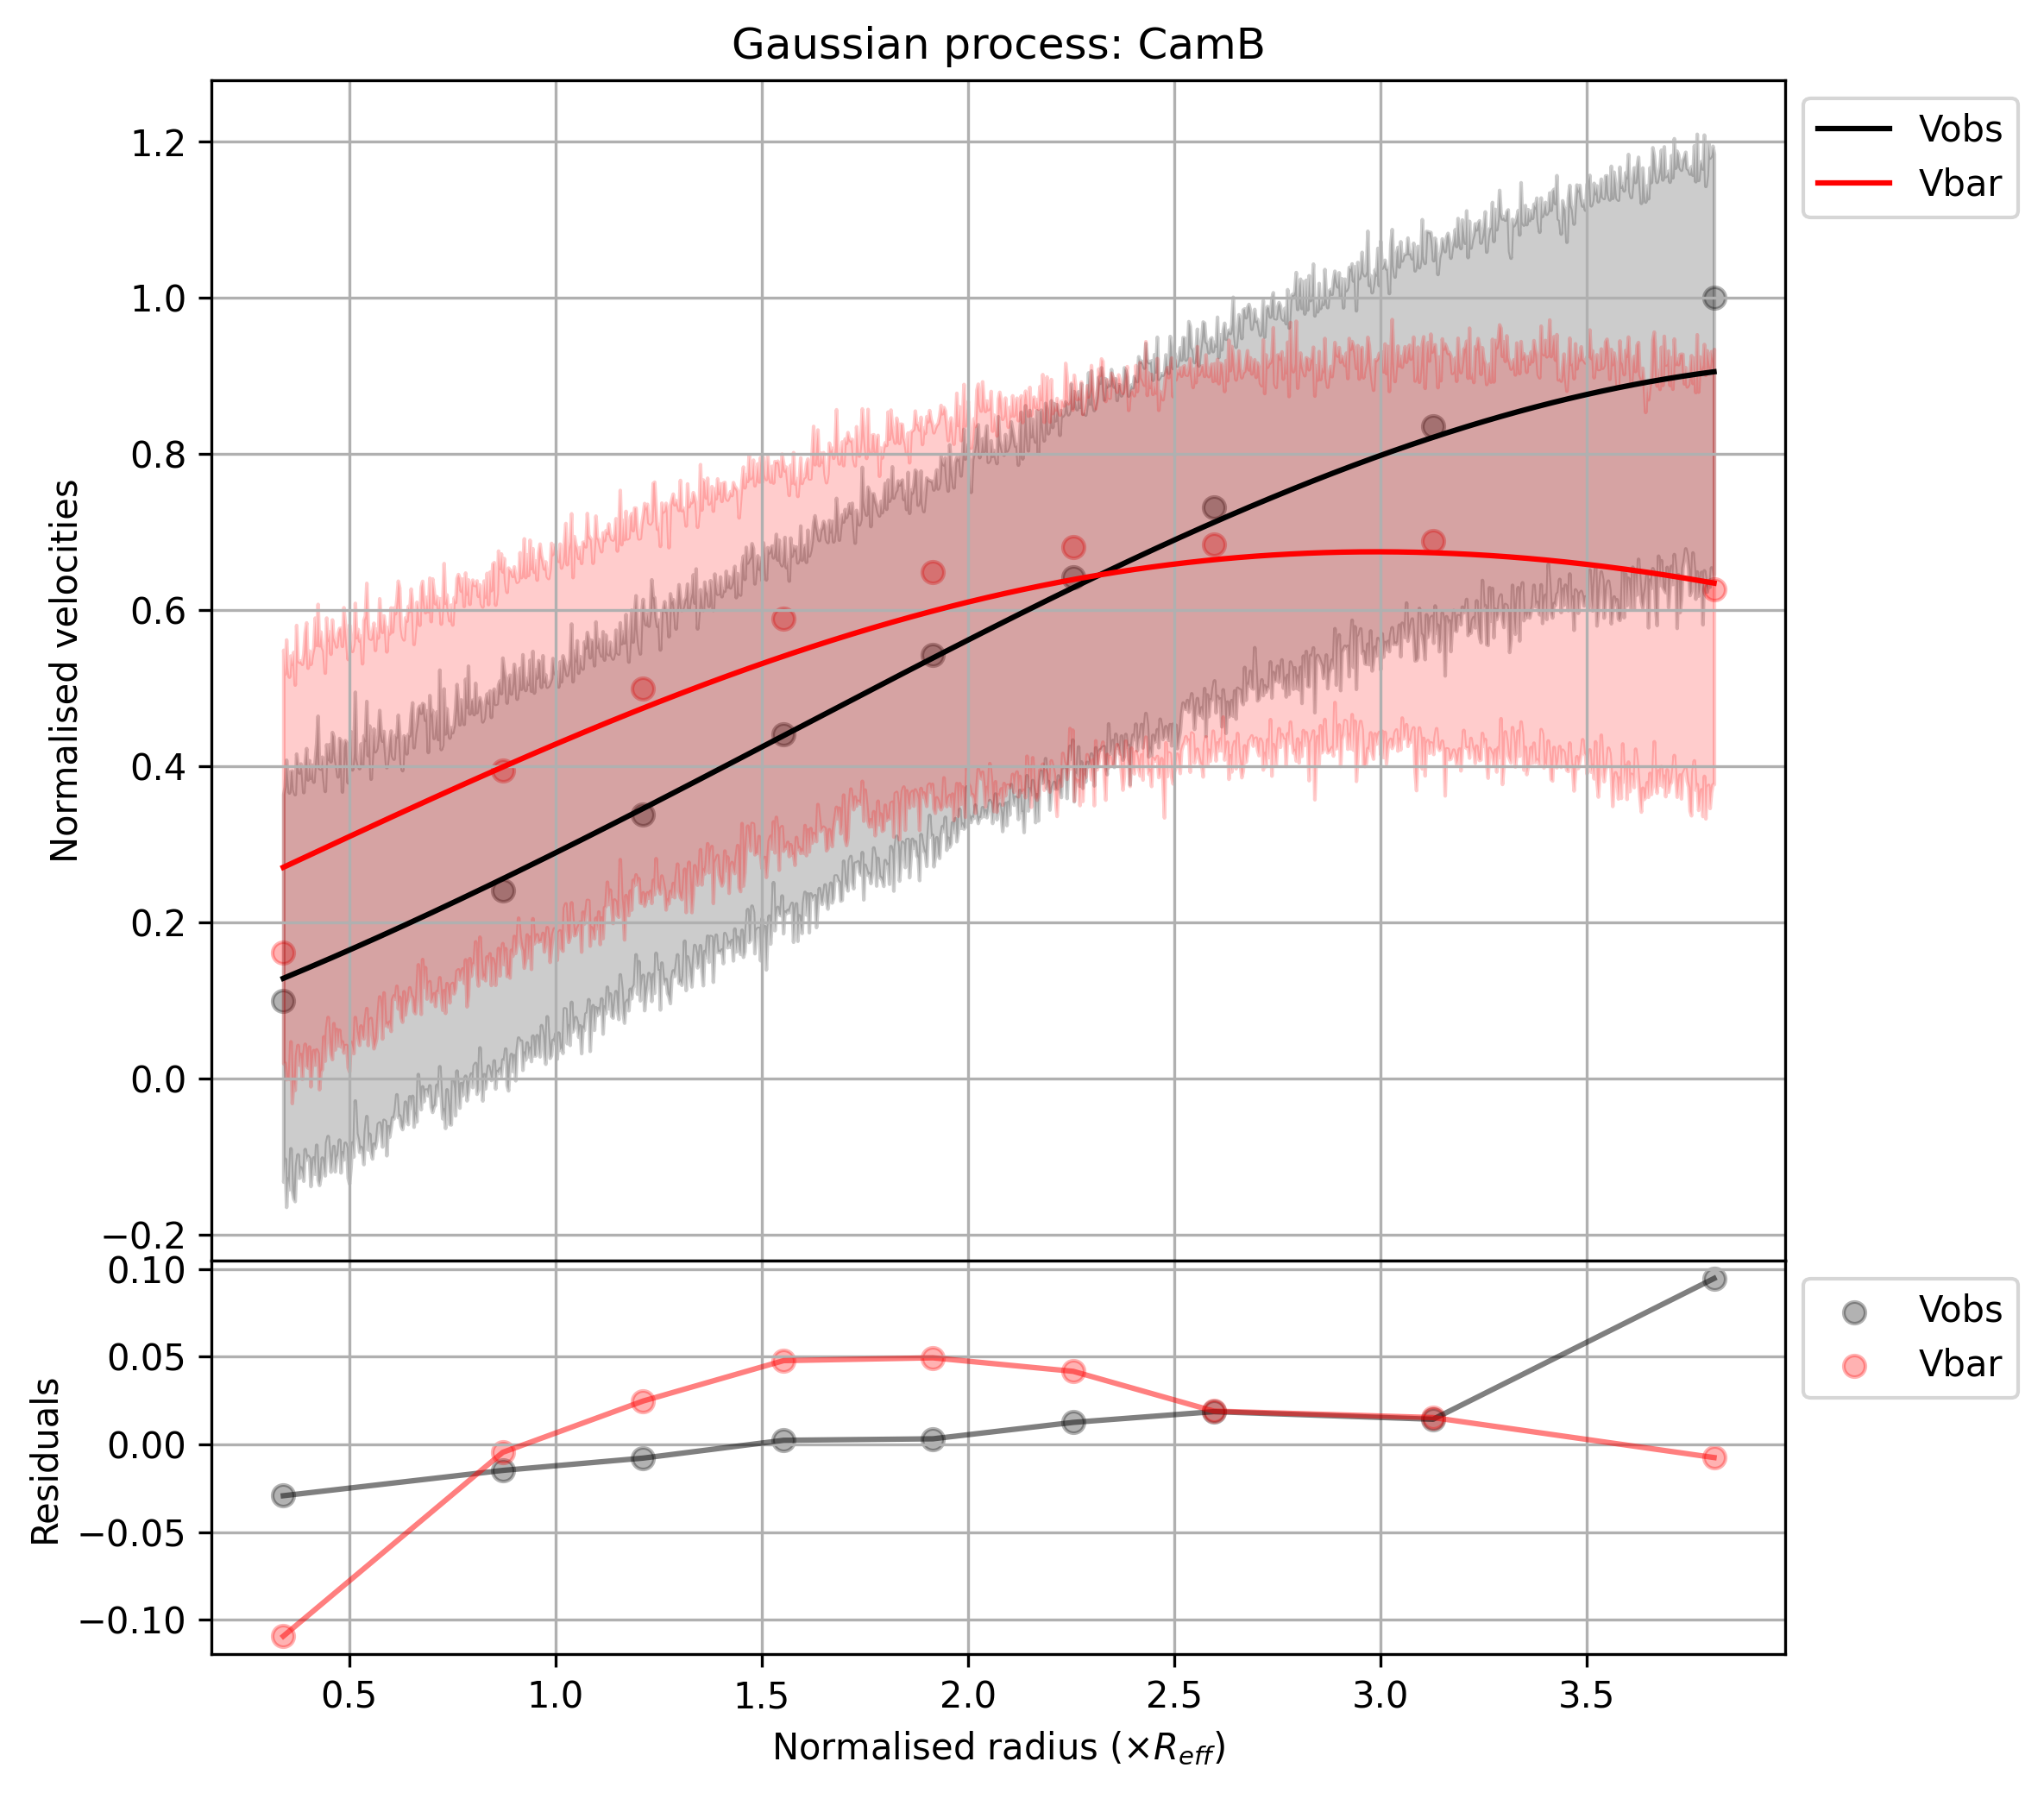 Gaussian process: CamB
Vobs
Vbar
Normalised velocities
1.2
1.0
0.8
0.6
0.4
0.2
0.0
−0.2
Vobs
Vbar
Residuals
0.10
0.05
0.00
−0.05
−0.10
0.5 1.0 1.5 2.0 2.5 3.0 3.5
Normalised radius (×R_eff)